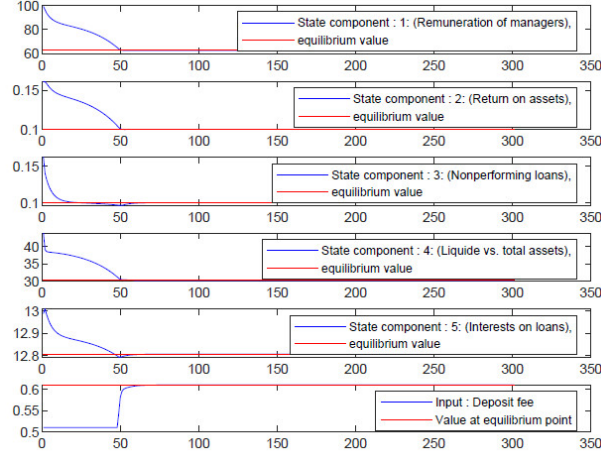 100
80
60
State component : 1: (Remuneration of managers),
equilibrium value
0 50 100 150 200 250 300 350
0.15
0.1
State component : 2: (Return on assets),
equilibrium value
0 50 100 150 200 250 300 350
0.15
0.1
State component : 3: (Nonperforming loans),
equilibrium value
0 50 100 150 200 250 300 350
40
35
30
State component : 4: (Liquide vs. total assets),
equilibrium value
0 50 100 150 200 250 300 350
13
12.9
12.8
State component : 5: (Interests on loans),
equilibrium value
0 50 100 150 200 250 300 350
0.6
0.55
0.5
Input : Deposit fee
Value at equilibrium point
0 50 100 150 200 250 300 350